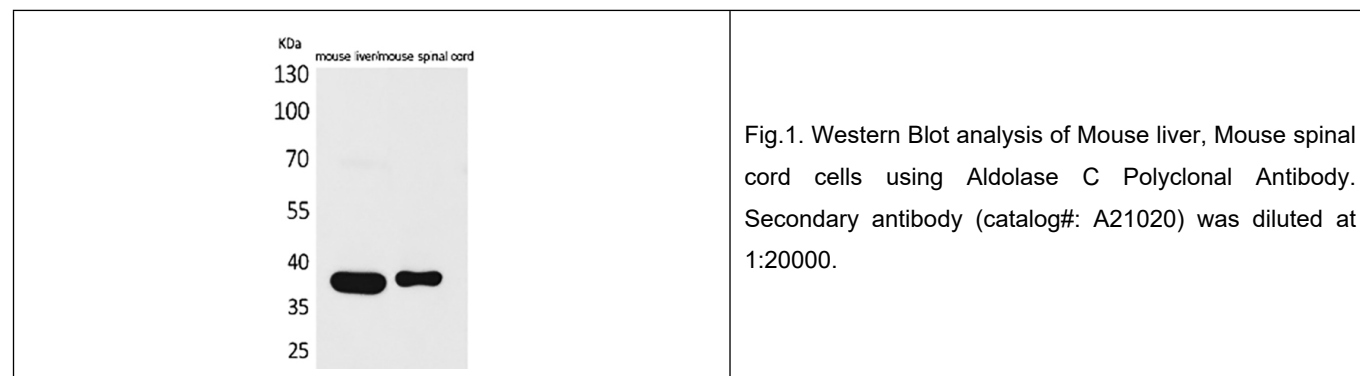 KDa
mouse liver/mouse spinal cord
130
100
70
55
40
35
25
Fig.1. Western Blot analysis of Mouse liver, Mouse spinal
cord cells using Aldolase C Polyclonal Antibody.
Secondary antibody (catalog#: A21020) was diluted at
1:20000.